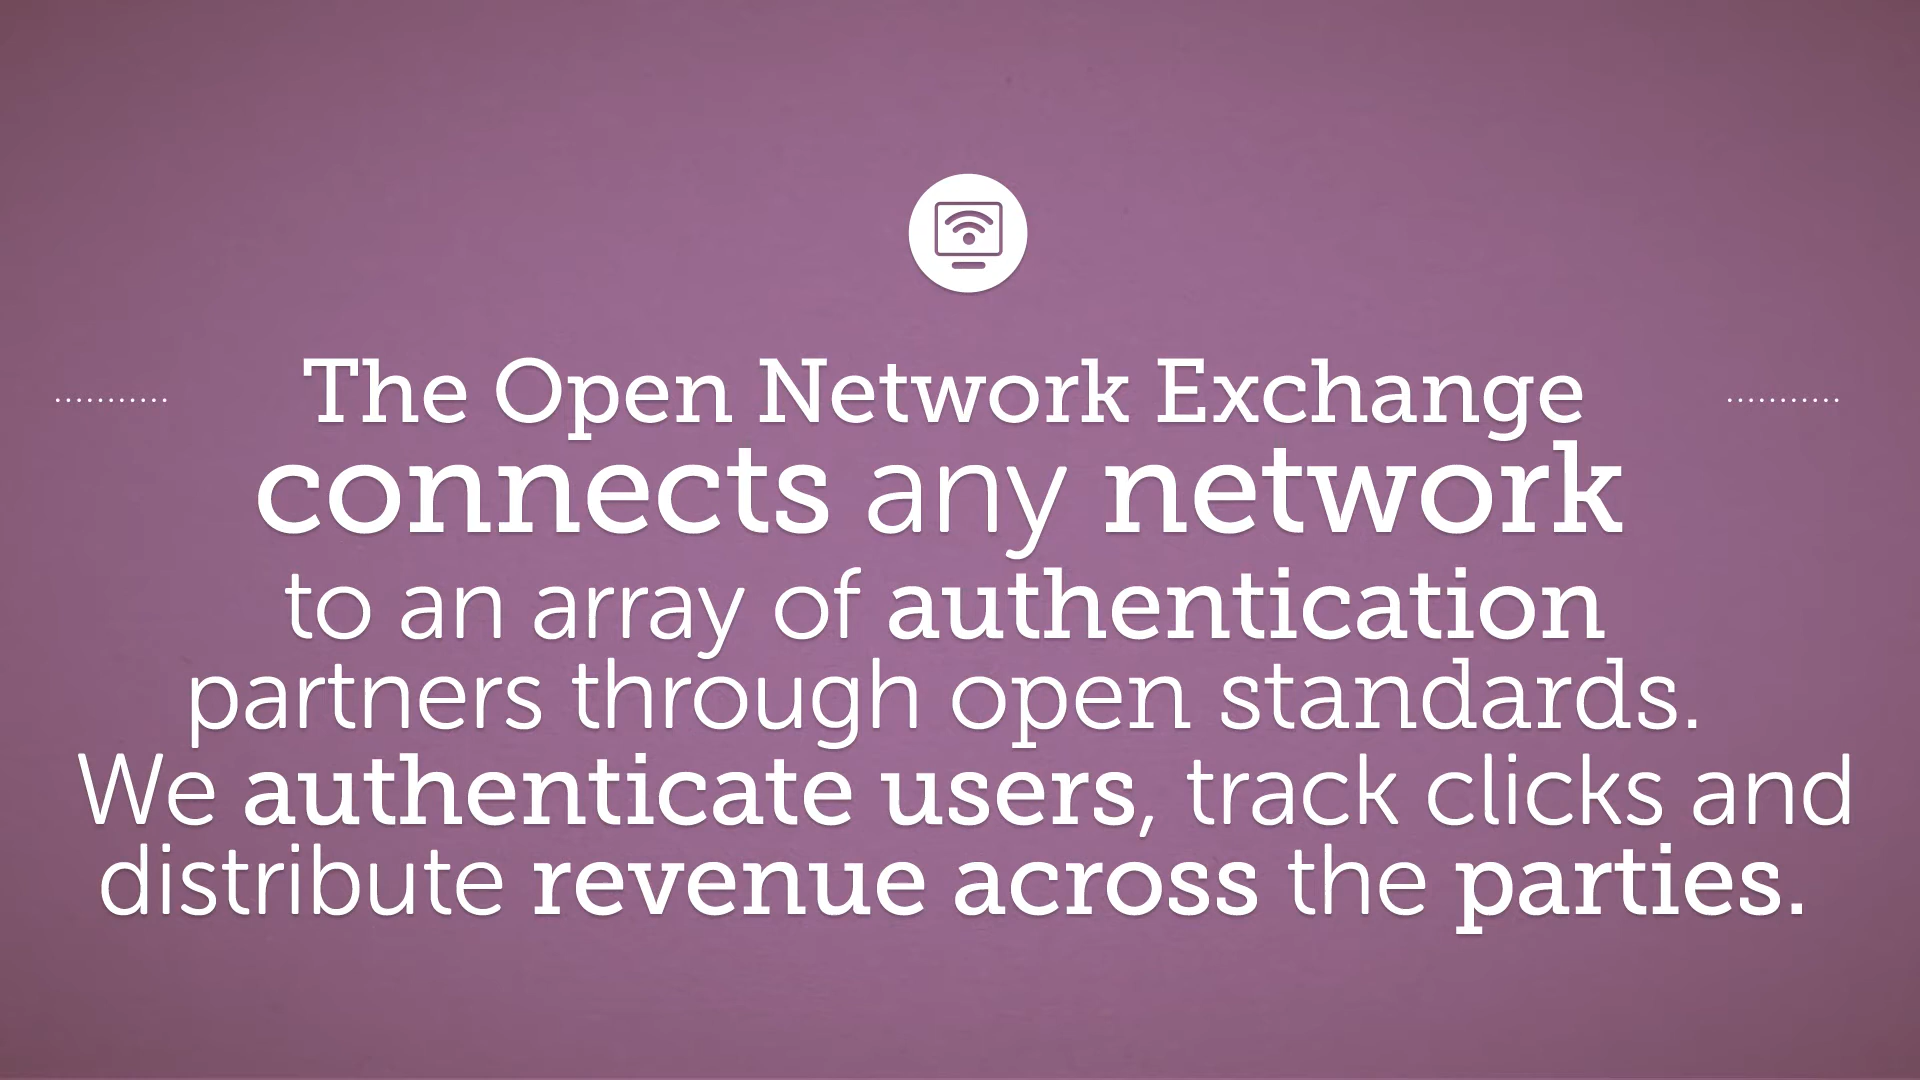 The Open Network Exchange
connects any network
to an array of authentication
partners through open standards.
We authenticate users, track clicks and
distribute revenue across the parties.